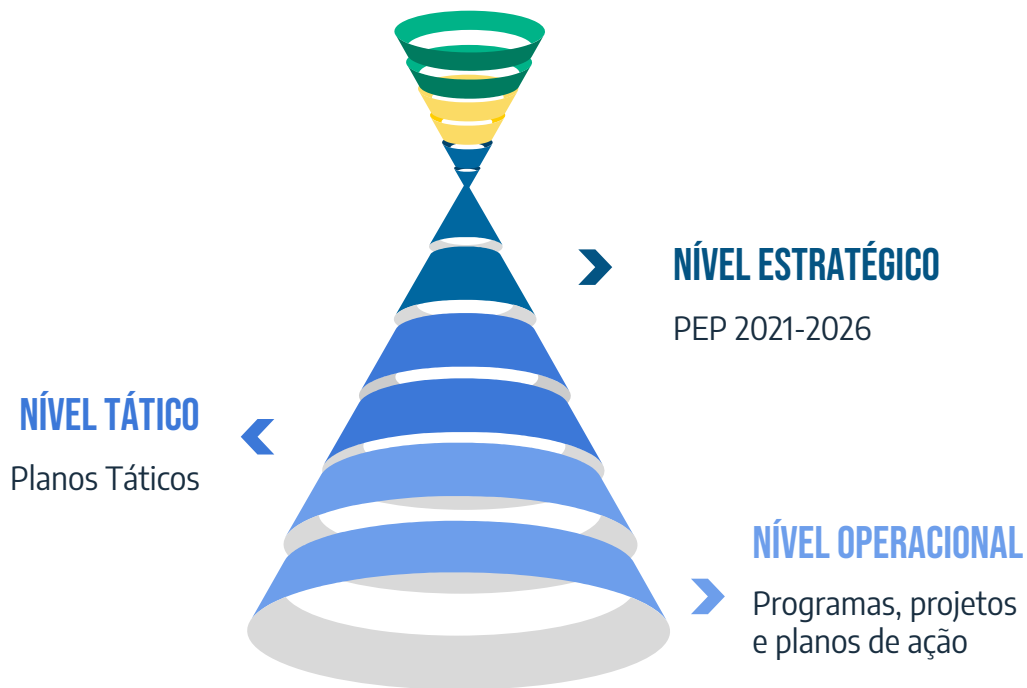 NÍVEL ESTRATÉGICO
PEP 2021-2026
NÍVEL TÁTICO
Planos Táticos
NÍVEL OPERACIONAL
Programas, projetos
e planos de ação